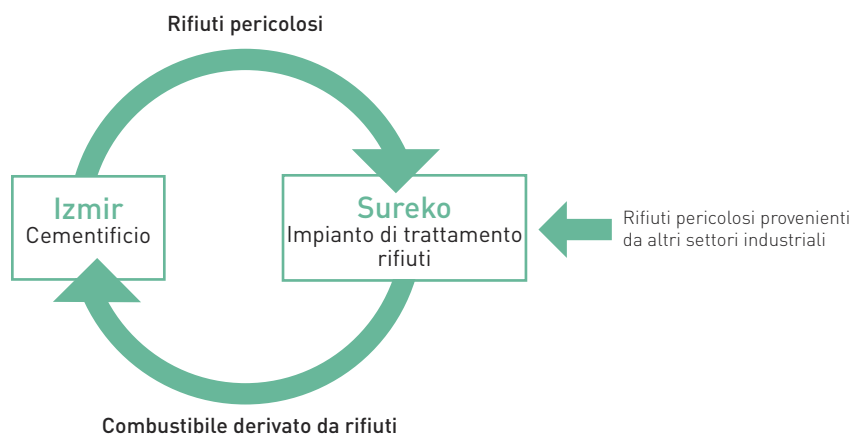 Rifiuti pericolosi
Izmir
Cementificio
Sureko
Impianto di trattamento
rifiuti
Rifiuti pericolosi provenienti
da altri settori industriali
Combustibile derivato da rifiuti